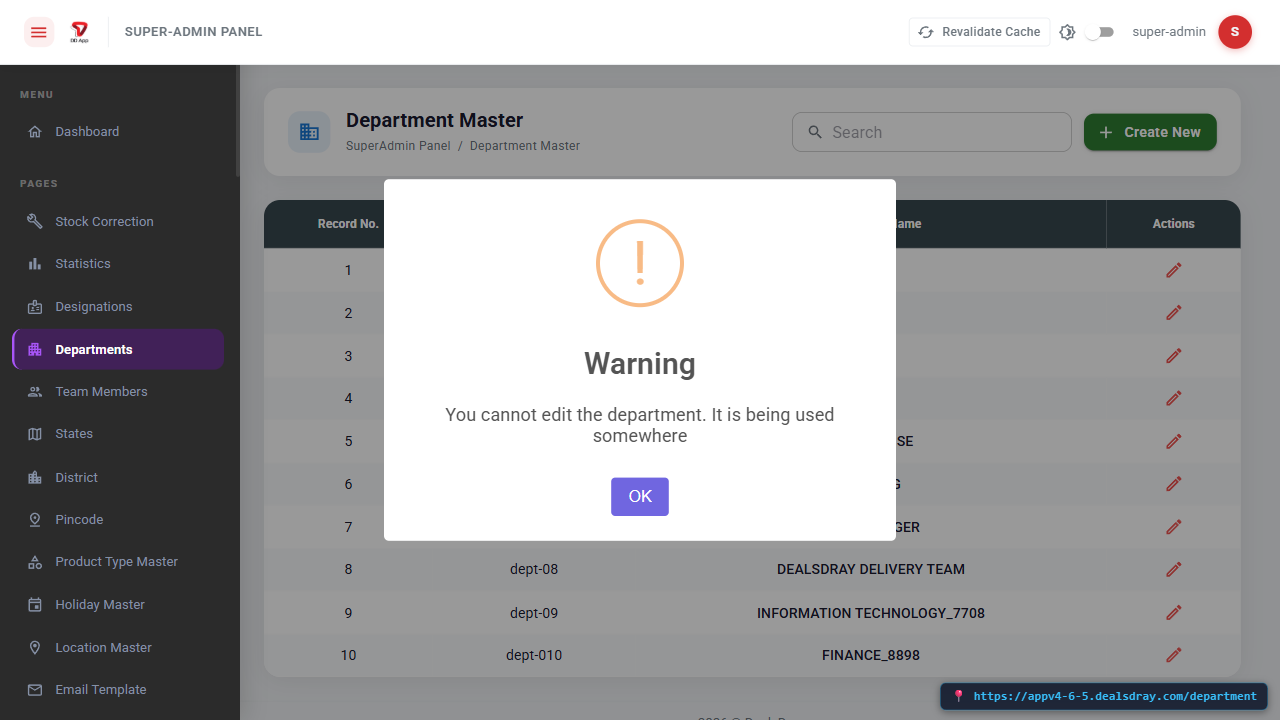 DD App
SUPER-ADMIN PANEL
Revalidate Cache
super-admin
S
MENU
Dashboard
PAGES
Stock Correction
Statistics
Designations
Departments
Team Members
States
District
Pincode
Product Type Master
Holiday Master
Location Master
Email Template
Department Master
SuperAdmin Panel / Department Master
Search
Create New
Record No.
Actions
1
2
3
4
5
6
7
8 dept-08 DEALSDRAY DELIVERY TEAM
9 dept-09 INFORMATION TECHNOLOGY_7708
10 dept-010 FINANCE_8898
Warning
You cannot edit the department. It is being used
somewhere
OK
https://appv4-6-5.dealsdray.com/department